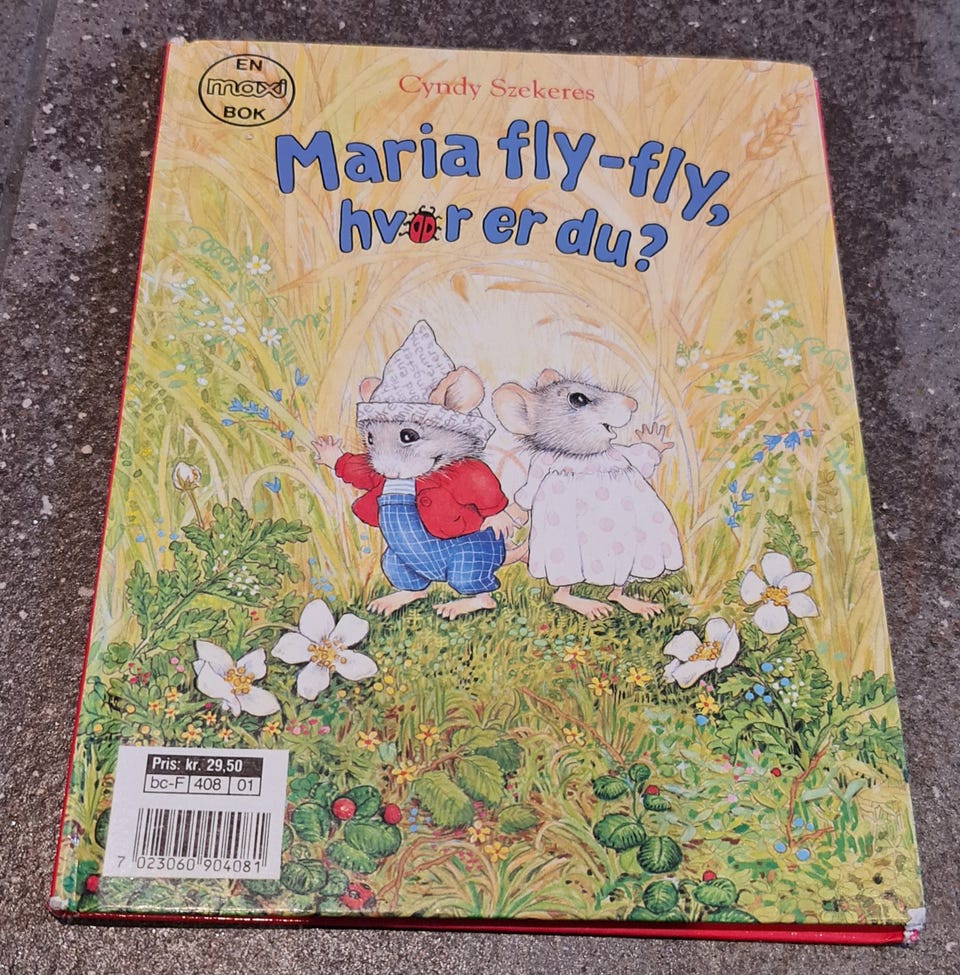 EN
maxi
BOK
Cyndy Szekeres
Maria fly-fly,
hvor er du?
Pris: kr. 29,50
bc-F 408 01
7 023060 904081